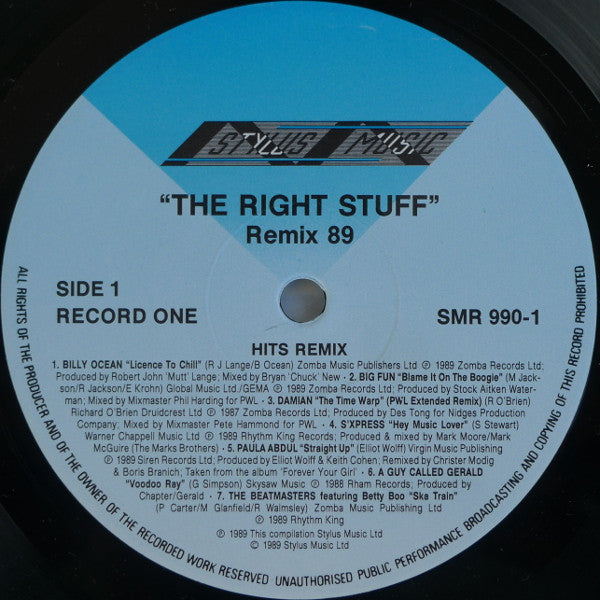 STYLUS MUSIC
"THE RIGHT STUFF"
Remix 89
SIDE 1
RECORD ONE
SMR 990-1
HITS REMIX
1. BILLY OCEAN "Licence To Chill" (R J Lange/B Ocean) Zomba Music Publishers Ltd ℗ 1989 Zomba Records Ltd;
Produced by Robert John 'Mutt' Lange; Mixed by Bryan 'Chuck' New • 2. BIG FUN "Blame It On The Boogie" (M Jack-
son/R Jackson/E Krohn) Global Music Ltd./GEMA ℗ 1989 Zomba Records Ltd; Produced by Stock Aitken Water-
man; Mixed by Mixmaster Phil Harding for PWL • 3. DAMIAN "The Time Warp" (PWL Extended Remix) (R O'Brien)
Richard O'Brien Druidcrest Ltd ℗ 1987 Zomba Records Ltd; Produced by Des Tong for Nidges Production
Company; Mixed by Mixmaster Pete Hammond for PWL • 4. S'XPRESS "Hey Music Lover" (S Stewart)
Warner Chappell Music Ltd ℗ 1989 Rhythm King Records; Produced & mixed by Mark Moore/Mark
McGuire (The Marks Brothers) • 5. PAULA ABDUL "Straight Up" (Elliot Wolff) Virgin Music Publishing
℗ 1989 Siren Records Ltd; Produced by Elliot Wolff & Keith Cohen; Remixed by Christer Modig
& Boris Branich; Taken from the album 'Forever Your Girl' • 6. A GUY CALLED GERALD
"Voodoo Ray" (G Simpson) Skysaw Music ℗ 1988 Rham Records; Produced by
Chapter/Gerald • 7. THE BEATMASTERS featuring Betty Boo "Ska Train"
(P Carter/M Glanfield/R Walmsley) Zomba Music Publishing Ltd
℗ 1989 Rhythm King
℗ 1989 This compilation Stylus Music Ltd
© 1989 Stylus Music Ltd
ALL RIGHTS OF THE PRODUCER AND OF THE OWNER OF THE RECORDED WORK RESERVED UNAUTHORISED PUBLIC PERFORMANCE BROADCASTING AND COPYING OF THIS RECORD PROHIBITED